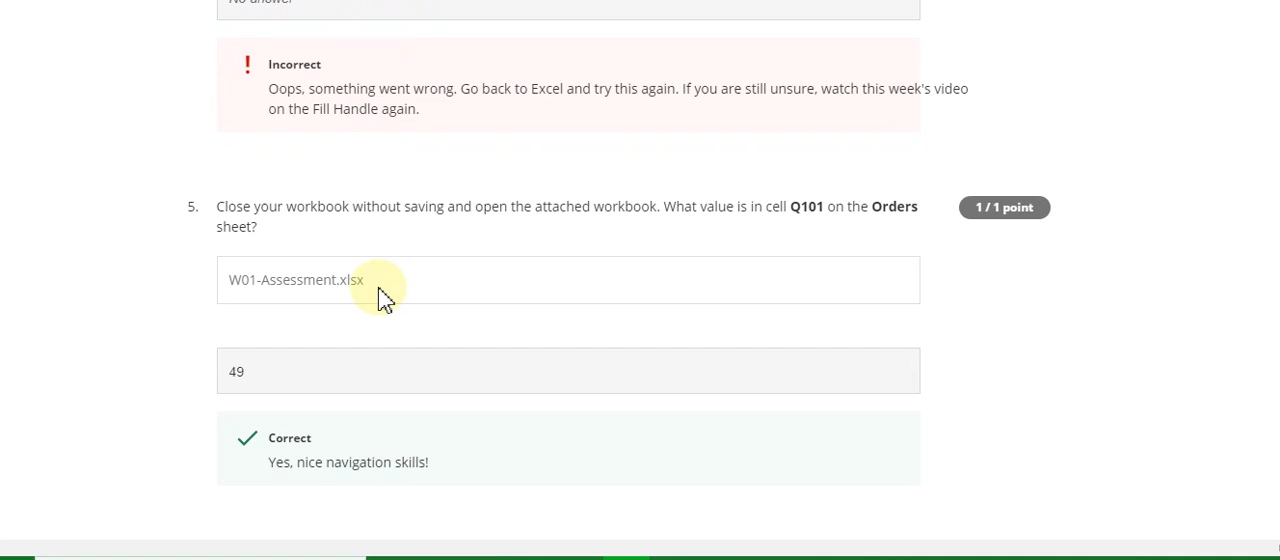 No answer
Incorrect
Oops, something went wrong. Go back to Excel and try this again. If you are still unsure, watch this week's video
on the Fill Handle again.
5. Close your workbook without saving and open the attached workbook. What value is in cell Q101 on the Orders
sheet?
1 / 1 point
W01-Assessment.xlsx
49
Correct
Yes, nice navigation skills!